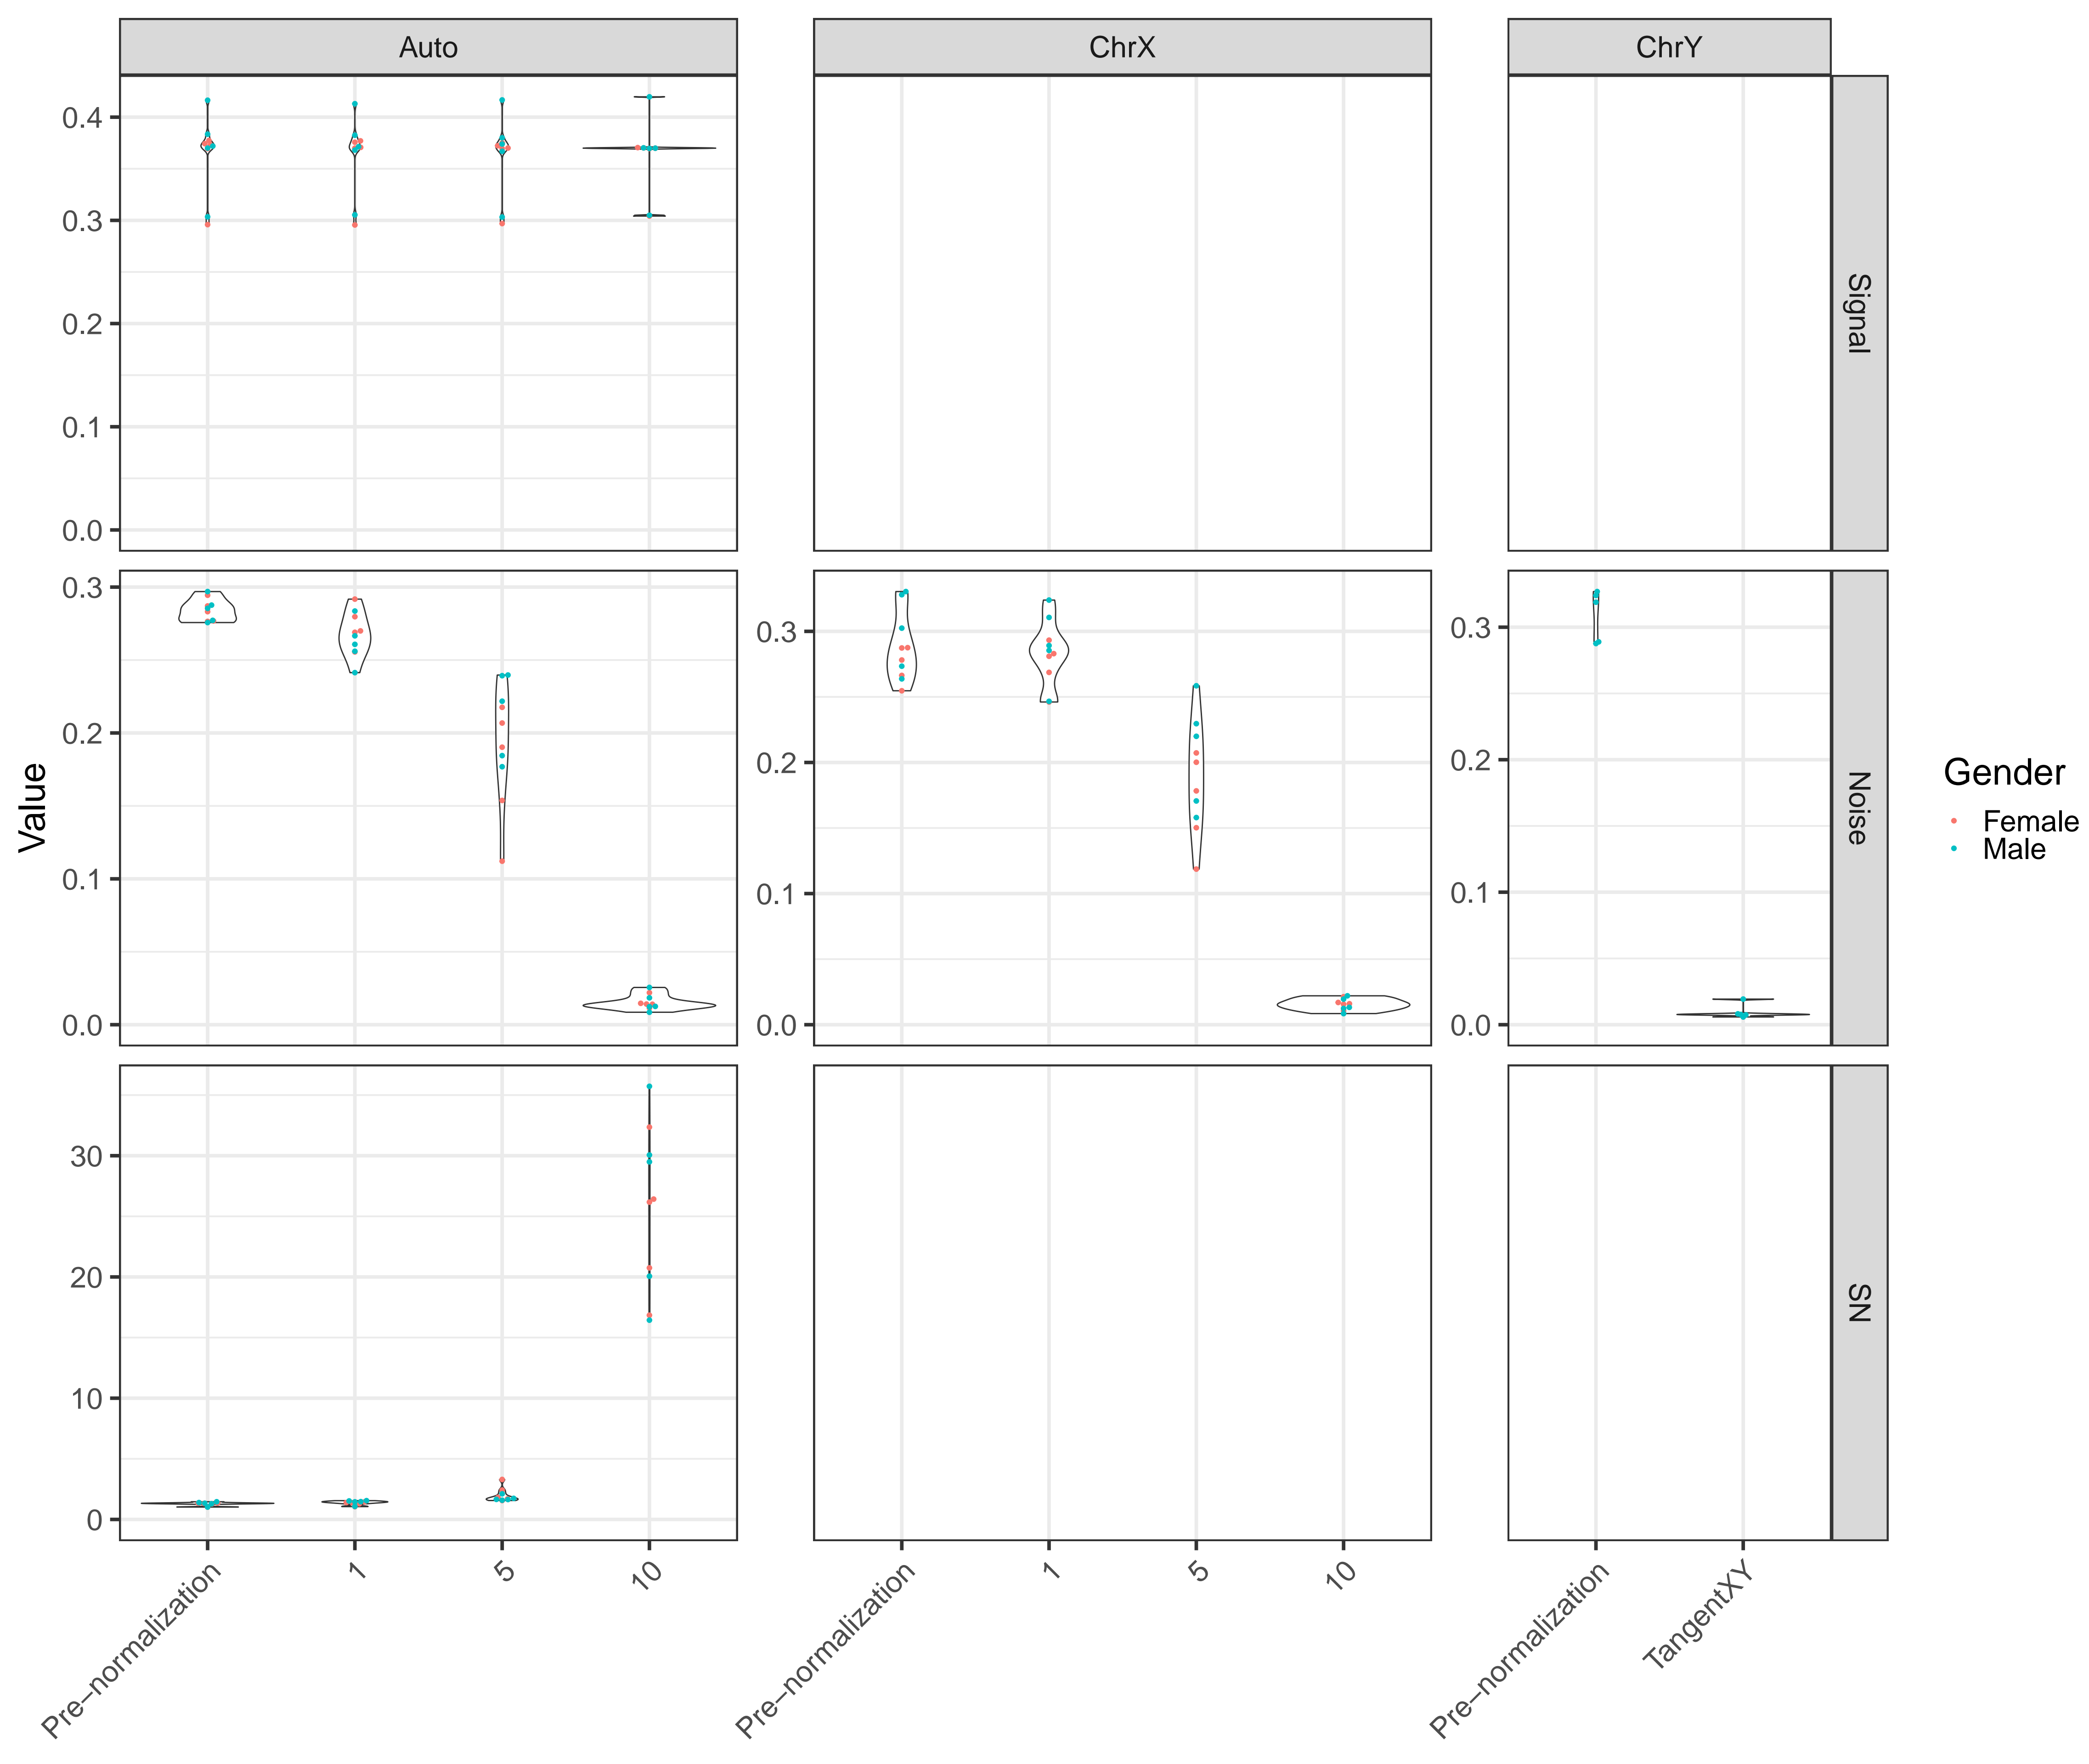 Auto
ChrX
ChrY
0.4
0.3
0.2
0.1
0.0
Signal
0.3
0.2
0.1
0.0
0.3
0.2
0.1
0.0
0.3
0.2
0.1
0.0
Noise
Value
30
20
10
0
SN
Pre−normalization
1
5
10
Pre−normalization
1
5
10
Pre−normalization
TangentXY
Gender
Female
Male